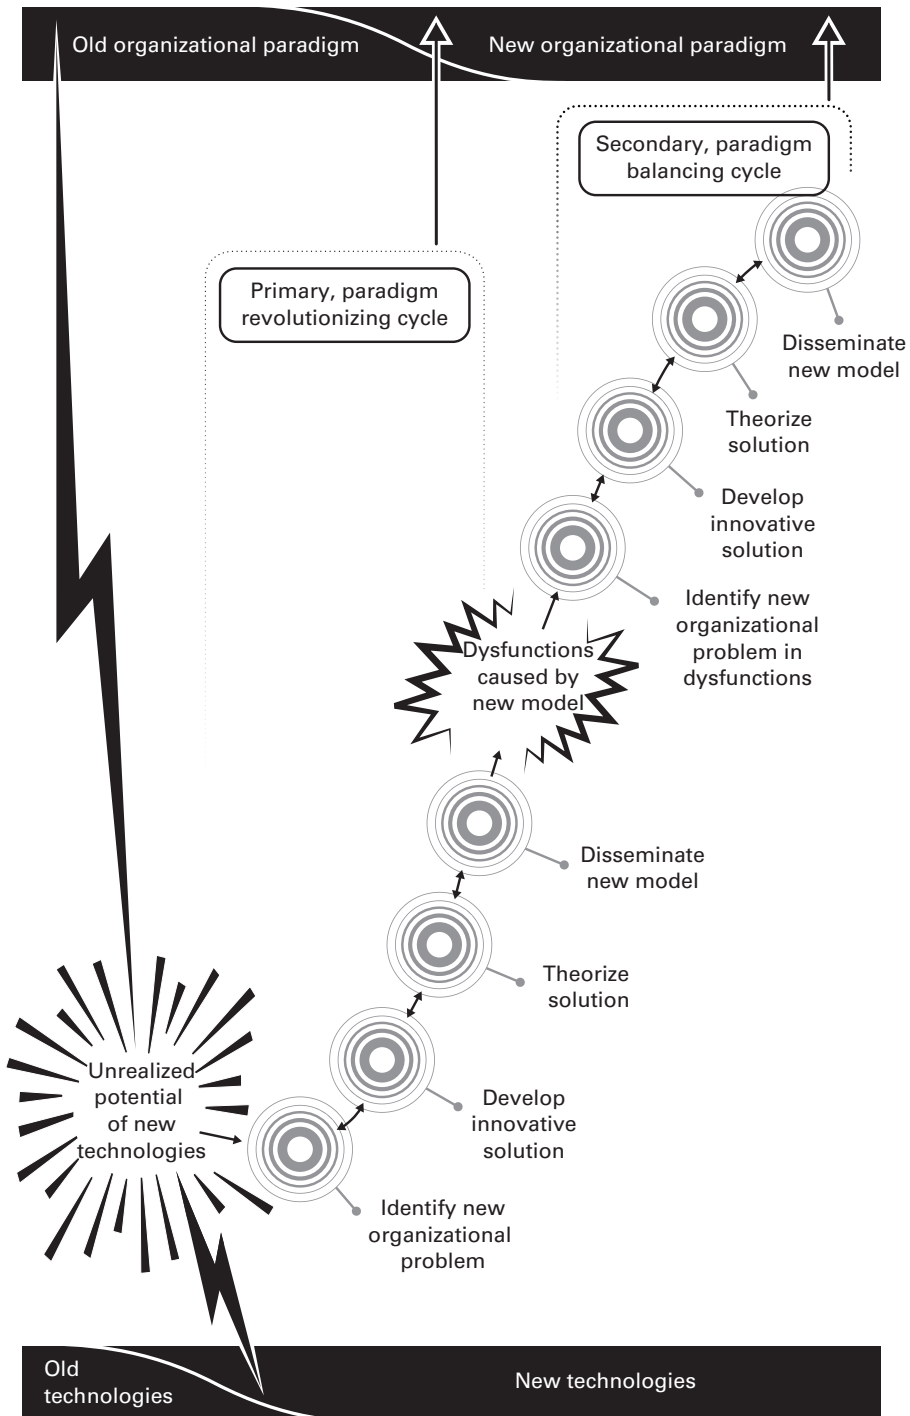 Old organizational paradigm
New organizational paradigm
Secondary, paradigm
balancing cycle
Primary, paradigm
revolutionizing cycle
Disseminate
new model
Theorize
solution
Develop
innovative
solution
Identify new
organizational
problem in
dysfunctions
Dysfunctions
caused by
new model
Disseminate
new model
Theorize
solution
Unrealized
potential
of new
technologies
Develop
innovative
solution
Identify new
organizational
problem
Old
technologies
New technologies